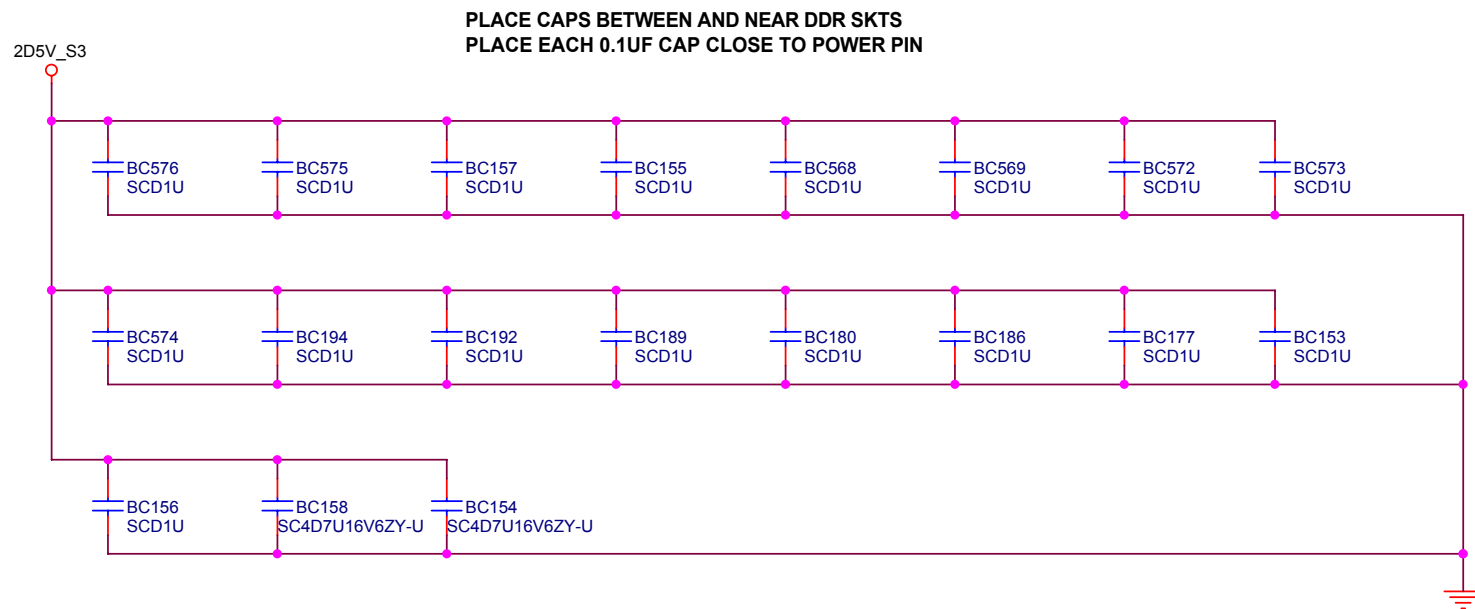 PLACE CAPS BETWEEN AND NEAR DDR SKTS
PLACE EACH 0.1UF CAP CLOSE TO POWER PIN
2D5V_S3
BC576
SCD1U
BC575
SCD1U
BC157
SCD1U
BC155
SCD1U
BC568
SCD1U
BC569
SCD1U
BC572
SCD1U
BC573
SCD1U
BC574
SCD1U
BC194
SCD1U
BC192
SCD1U
BC189
SCD1U
BC180
SCD1U
BC186
SCD1U
BC177
SCD1U
BC153
SCD1U
BC156
SCD1U
BC158
SC4D7U16V6ZY-U
BC154
SC4D7U16V6ZY-U